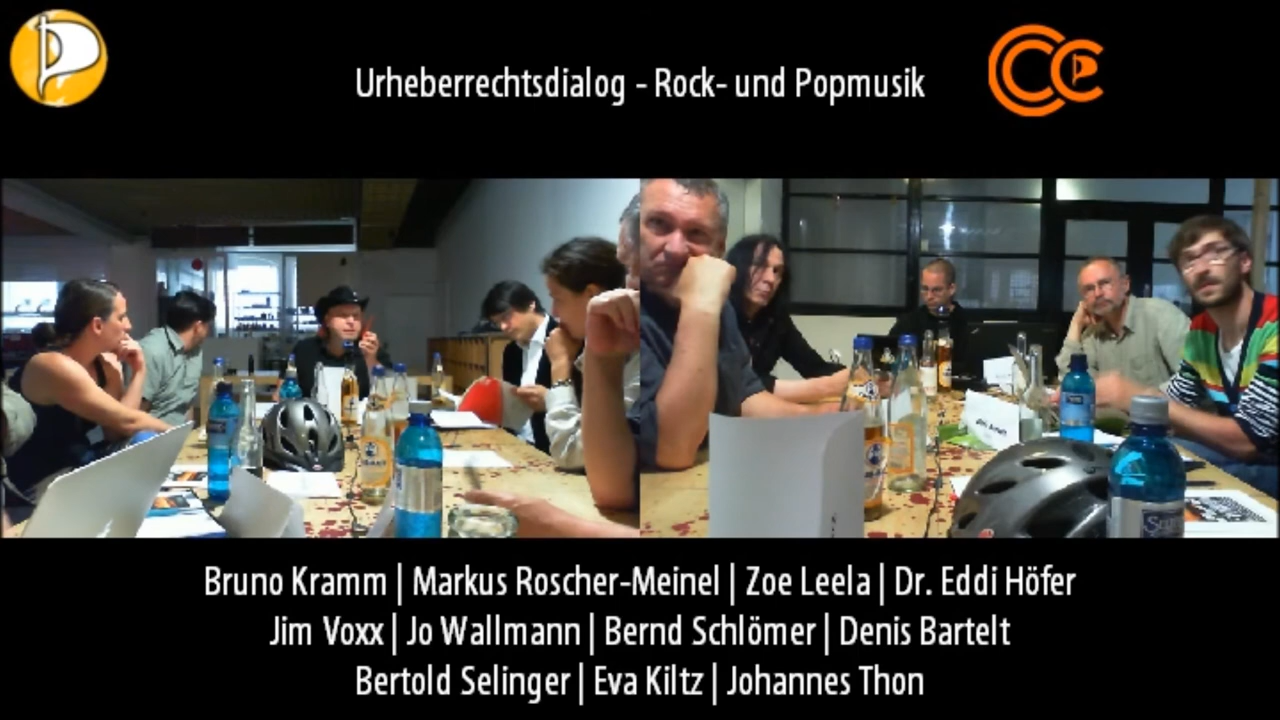 Urheberrechtsdialog - Rock- und Popmusik
Bruno Kramm | Markus Roscher-Meinel | Zoe Leela | Dr. Eddi Höfer
Jim Voxx | Jo Wallmann | Bernd Schlömer | Denis Bartelt
Bertold Selinger | Eva Kiltz | Johannes Thon